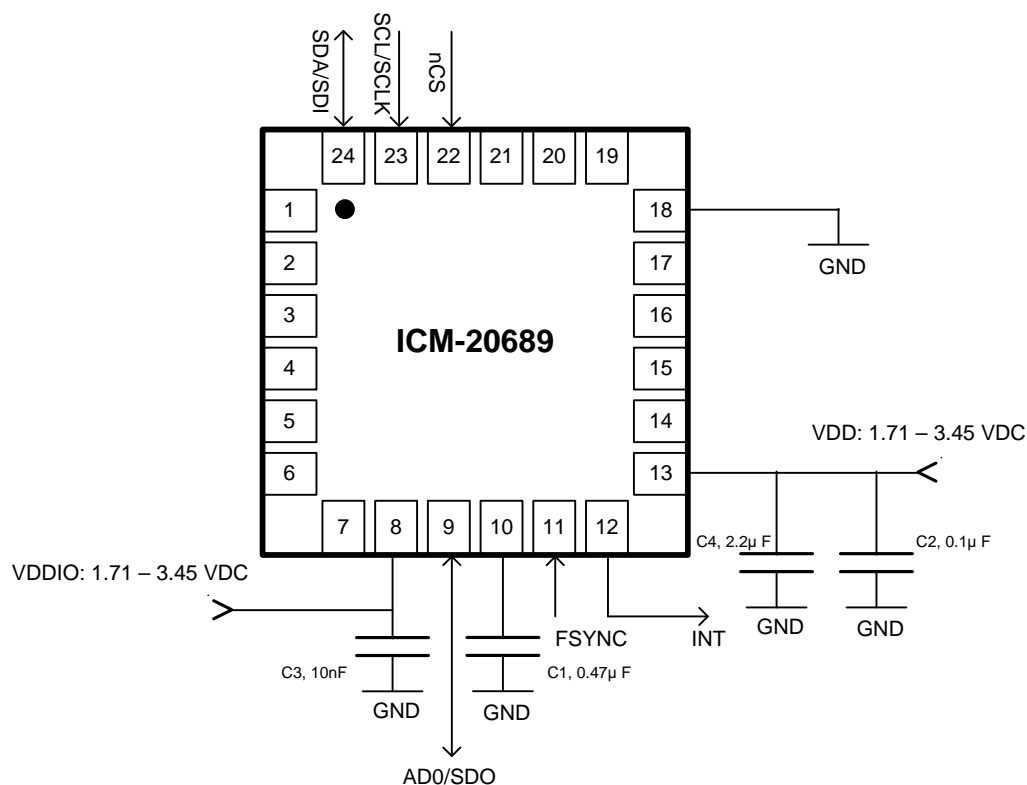 SDA/SDI
SCL/SCLK
nCS
24 23 22 21 20 19
1
18
2
17
3
16
ICM-20689
4
15
5
14
VDD: 1.71 – 3.45 VDC
6
13
7 8 9 10 11 12
C4, 2.2µ F
C2, 0.1µ F
VDDIO: 1.71 – 3.45 VDC
GND
GND
GND
FSYNC
INT
C3, 10nF
C1, 0.47µ F
GND
GND
AD0/SDO